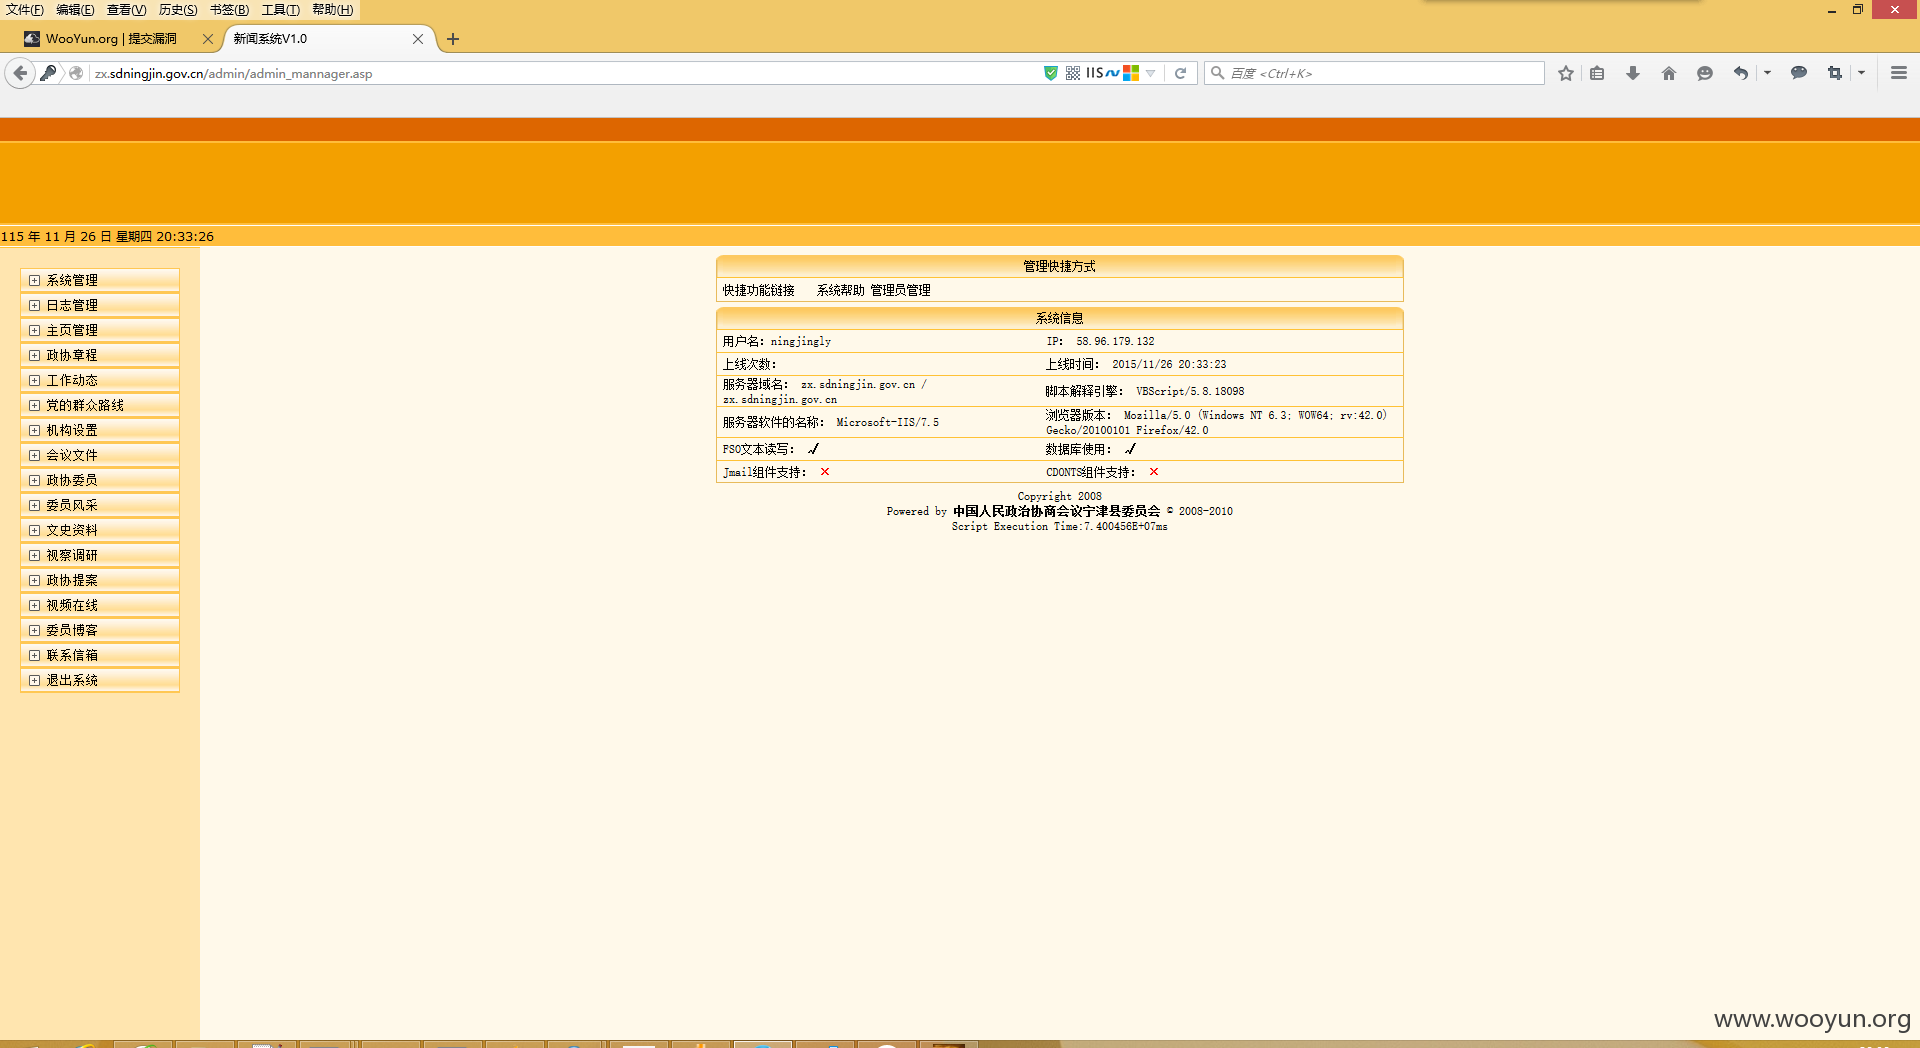 文件(F) 编辑(E) 查看(V) 历史(S) 书签(B) 工具(T) 帮助(H)
WooYun.org | 提交漏洞
新闻系统V1.0
zx.sdningjin.gov.cn/admin/admin_mannager.asp
IIS
百度 <Ctrl+K>
115 年 11 月 26 日 星期四 20:33:26
系统管理
日志管理
主页管理
政协章程
工作动态
党的群众路线
机构设置
会议文件
政协委员
委员风采
文史资料
视察调研
政协提案
视频在线
委员博客
联系信箱
退出系统
管理快捷方式
快捷功能链接 系统帮助 管理员管理
系统信息
用户名：ningjingly IP： 58.96.179.132
上线次数： 上线时间： 2015/11/26 20:33:23
服务器域名： zx.sdningjin.gov.cn /
zx.sdningjin.gov.cn
脚本解释引擎： VBScript/5.8.18098
服务器软件的名称： Microsoft-IIS/7.5
浏览器版本： Mozilla/5.0 (Windows NT 6.3; WOW64; rv:42.0)
Gecko/20100101 Firefox/42.0
FSO文本读写： ✓ 数据库使用： ✓
Jmail组件支持： × CDONTS组件支持： ×
Copyright 2008
Powered by 中国人民政治协商会议宁津县委员会 © 2008-2010
Script Execution Time:7.400456E+07ms
www.wooyun.org